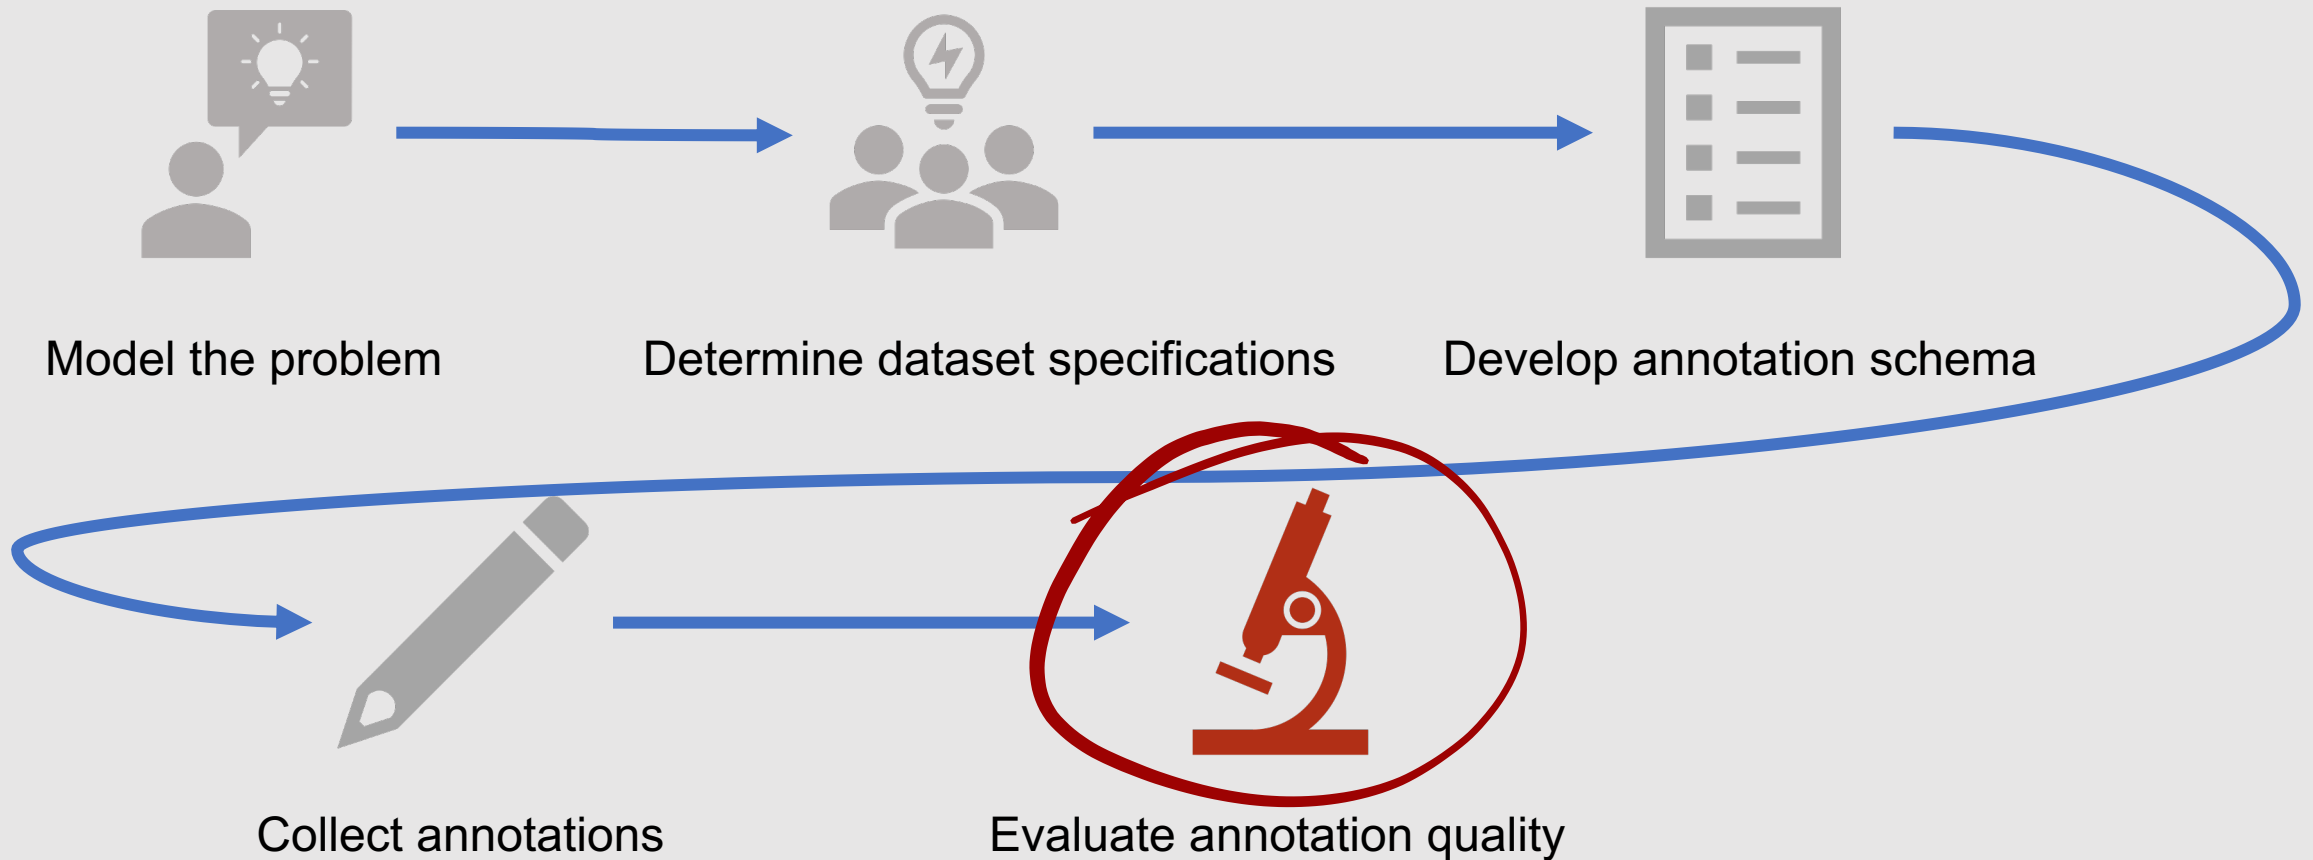 Model the problem
Determine dataset specifications
Develop annotation schema
Collect annotations
Evaluate annotation quality